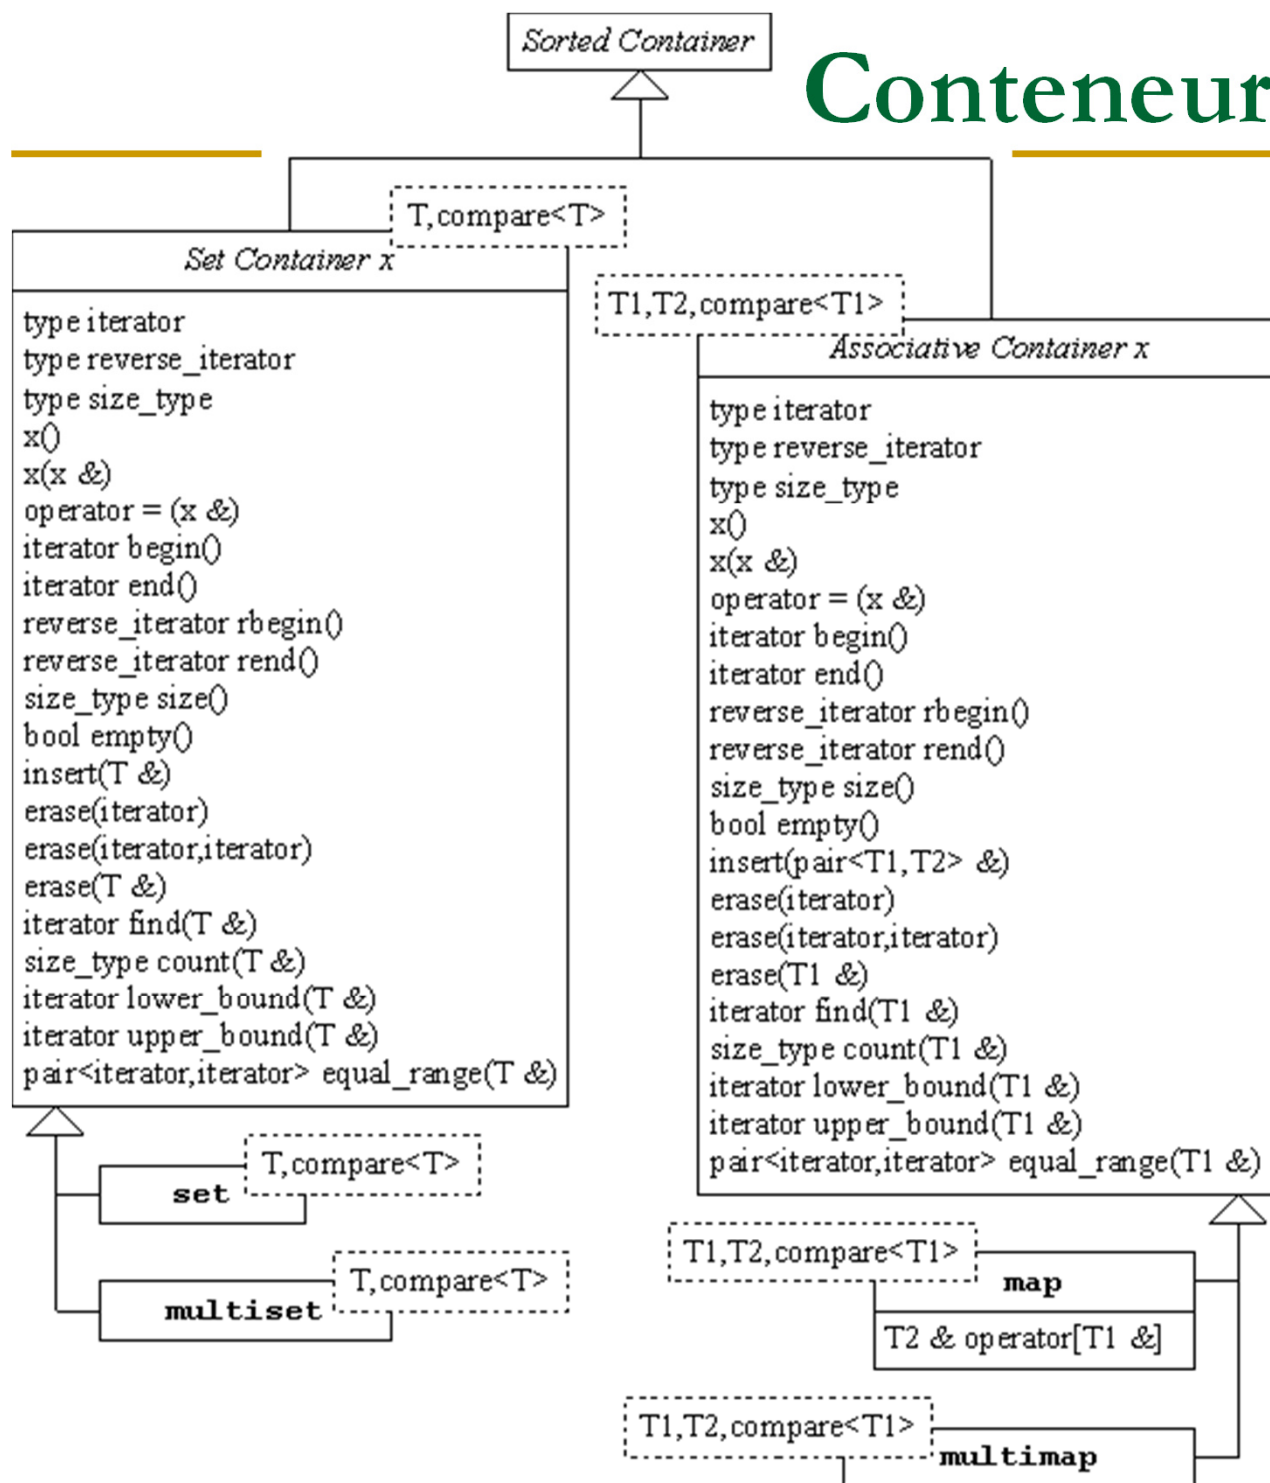 Sorted Container
Conteneur
T,compare<T>
Set Container x
type iterator
type reverse_iterator
type size_type
x()
x(x &)
operator = (x &)
iterator begin()
iterator end()
reverse_iterator rbegin()
reverse_iterator rend()
size_type size()
bool empty()
insert(T &)
erase(iterator)
erase(iterator,iterator)
erase(T &)
iterator find(T &)
size_type count(T &)
iterator lower_bound(T &)
iterator upper_bound(T &)
pair<iterator,iterator> equal_range(T &)
T,compare<T>
set
T,compare<T>
multiset
T1,T2,compare<T1>
Associative Container x
type iterator
type reverse_iterator
type size_type
x()
x(x &)
operator = (x &)
iterator begin()
iterator end()
reverse_iterator rbegin()
reverse_iterator rend()
size_type size()
bool empty()
insert(pair<T1,T2> &)
erase(iterator)
erase(iterator,iterator)
erase(T1 &)
iterator find(T1 &)
size_type count(T1 &)
iterator lower_bound(T1 &)
iterator upper_bound(T1 &)
pair<iterator,iterator> equal_range(T1 &)
T1,T2,compare<T1>
map
T2 & operator[T1 &]
T1,T2,compare<T1>
multimap